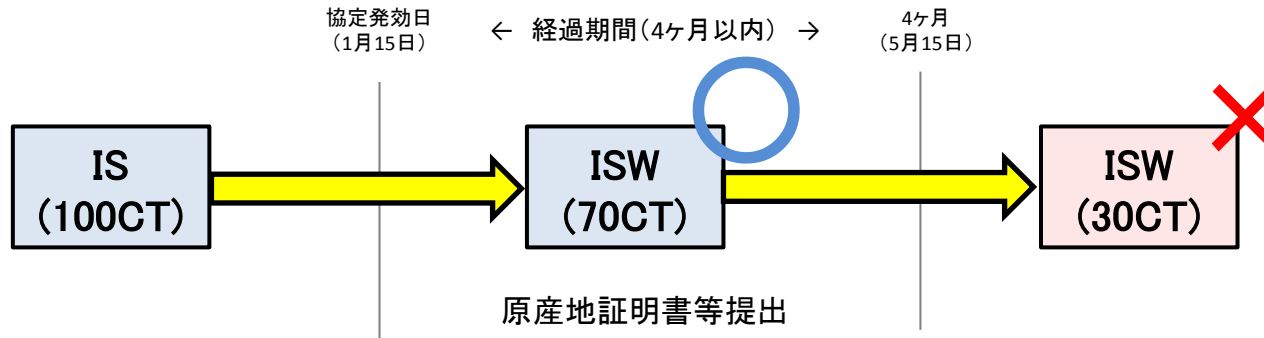 協定発効日
（1月15日）
← 経過期間（4ヶ月以内） →
4ヶ月
（5月15日）
IS
（100CT）
ISW
（70CT）
ISW
（30CT）
原産地証明書等提出